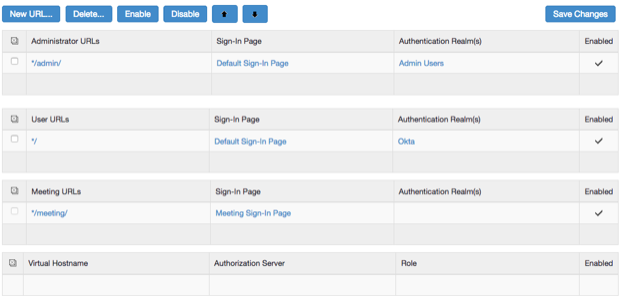 New URL... Delete... Enable Disable Save Changes
Administrator URLs Sign-In Page Authentication Realm(s) Enabled
*/admin/ Default Sign-In Page Admin Users
User URLs Sign-In Page Authentication Realm(s) Enabled
*/ Default Sign-In Page Okta
Meeting URLs Sign-In Page Authentication Realm(s) Enabled
*/meeting/ Meeting Sign-In Page
Virtual Hostname Authorization Server Role Enabled